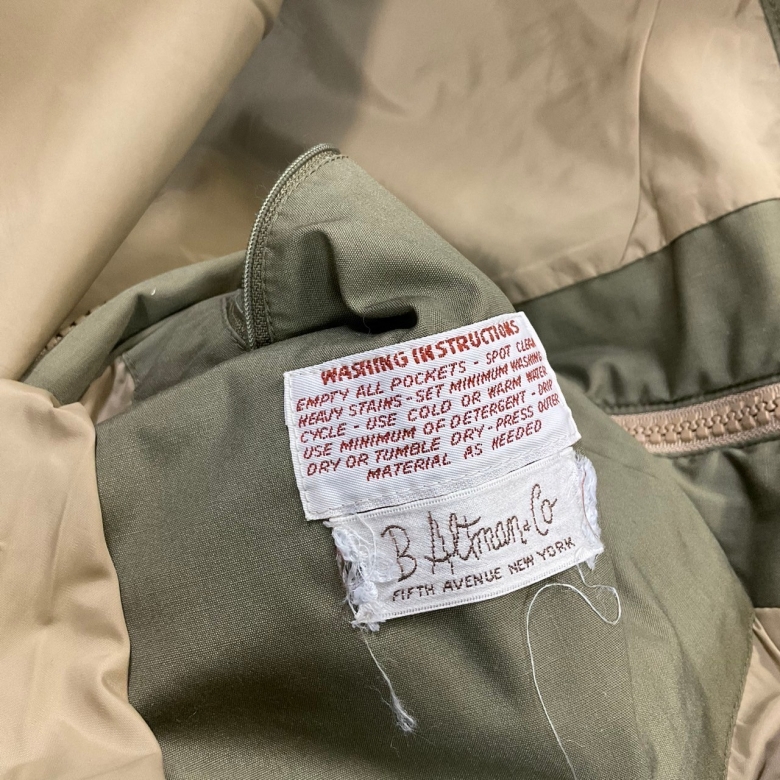 WASHING INSTRUCTIONS
EMPTY ALL POCKETS - SPOT CLEAN
HEAVY STAINS - SET MINIMUM WASHING
CYCLE - USE COLD OR WARM WATER
USE MINIMUM OF DETERGENT - DRIP
DRY OR TUMBLE DRY - PRESS OUTER
MATERIAL AS NEEDED
B Altman & Co
FIFTH AVENUE NEW YORK